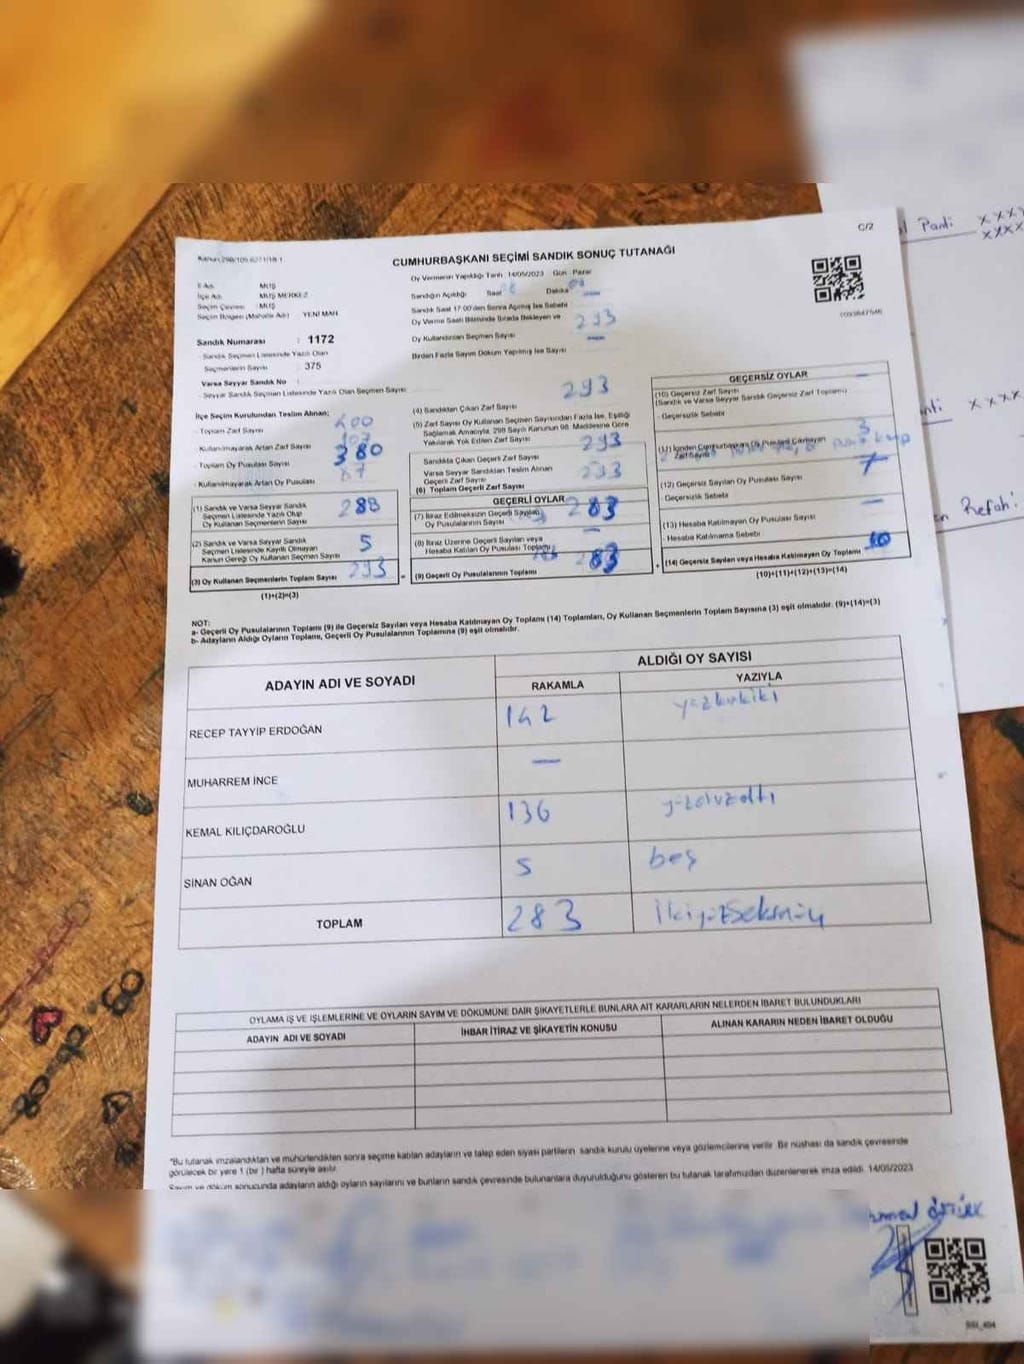 C/2
CUMHURBAŞKANI SEÇİMİ SANDIK SONUÇ TUTANAĞI
Oy Vermenin Yapıldığı Tarih 14/05/2023 Gün Pazar
İl Adı MUŞ
İlçe Adı MUŞ MERKEZ
Seçim Çevresi MUŞ
Seçim Bölgesi (Mahalle Adı) YENİ MAH.
Sandığın Açıldığı Saat Dakika
Sandık Saat 17.00'den Sonra Açılmış İse Sebebi
Oy Verme Saati Bitiminde Sırada Bekleyen ve
Oy Kullandırılan Seçmen Sayısı
293
Birden Fazla Sayım Döküm Yapılmış İse Sayısı
Sandık Numarası : 1172
Sandık Seçmen Listesinde Yazılı Olan
Seçmenlerin Sayısı : 375
Varsa Seyyar Sandık No :
Seyyar Sandık Seçmen Listesinde Yazılı Olan Seçmen Sayısı
İlçe Seçim Kurulundan Teslim Alınan;
- Toplam Zarf Sayısı 400
- Kullanılmayarak Artan Zarf Sayısı
- Toplam Oy Pusulası Sayısı 380
- Kullanılmayarak Artan Oy Pusulası 87
(1) Sandık ve Varsa Seyyar Sandık
Seçmen Listesinde Yazılı Olup
Oy Kullanan Seçmenlerin Sayısı 288
(2) Sandık ve Varsa Seyyar Sandık
Seçmen Listesinde Kayıtlı Olmayan
Kanun Gereği Oy Kullanan Seçmen Sayısı 5
(3) Oy Kullanan Seçmenlerin Toplam Sayısı 293
(1)+(2)=(3)
(4) Sandıktan Çıkan Zarf Sayısı 293
(5) Zarf Sayısı Oy Kullanan Seçmen Sayısından Fazla İse, Eşitliği
Sağlamak Amacıyla, 298 Sayılı Kanunun 98. Maddesine Göre
Yakılarak Yok Edilen Zarf Sayısı
293
Sandıkta Çıkan Geçerli Zarf Sayısı
Varsa Seyyar Sandıktan Teslim Alınan
Geçerli Zarf Sayısı
(6) Toplam Geçerli Zarf Sayısı 293
GEÇERLİ OYLAR
(7) İtiraz Edilmeksizin Geçerli Sayılan
Oy Pusulalarının Sayısı 283
(8) İtiraz Üzerine Geçerli Sayılan veya
Hesaba Katılan Oy Pusulası Toplamı
(9) Geçerli Oy Pusulalarının Toplamı 283
GEÇERSİZ OYLAR
(10) Geçersiz Zarf Sayısı
(Sandık ve Varsa Seyyar Sandık Geçersiz Zarf Toplamı)
- Geçersizlik Sebebi
3
(11) İçinden Cumhurbaşkanı Oy Pusulası Çıkmayan
Zarf Sayısı
(12) Geçersiz Sayılan Oy Pusulası Sayısı 7
Geçersizlik Sebebi
(13) Hesaba Katılmayan Oy Pusulası Sayısı
- Hesaba Katılmama Sebebi
(14) Geçersiz Sayılan veya Hesaba Katılmayan Oy Toplamı 10
(10)+(11)+(12)+(13)=(14)
NOT:
a- Geçerli Oy Pusulalarının Toplamı (9) ile Geçersiz Sayılan veya Hesaba Katılmayan Oy Toplamı (14) Toplamları, Oy Kullanan Seçmenlerin Toplam Sayısına (3) eşit olmalıdır. (9)+(14)=(3)
b- Adayların Aldığı Oyların Toplamı, Geçerli Oy Pusulalarının Toplamına (9) eşit olmalıdır.
ADAYIN ADI VE SOYADI
ALDIĞI OY SAYISI
RAKAMLA YAZIYLA
RECEP TAYYİP ERDOĞAN 142 yüzkırkiki
MUHARREM İNCE —
KEMAL KILIÇDAROĞLU 136 yüzotuzaltı
SİNAN OĞAN 5 beş
TOPLAM 283 ikiyüzseksenüç
OYLAMA İŞ VE İŞLEMLERİNE VE OYLARIN SAYIM VE DÖKÜMÜNE DAİR ŞİKAYETLERLE BUNLARA AİT KARARLARIN NELERDEN İBARET BULUNDUKLARI
ADAYIN ADI VE SOYADI İHBAR İTİRAZ VE ŞİKAYETİN KONUSU ALINAN KARARIN NEDEN İBARET OLDUĞU
"Bu tutanak imzalandıktan ve mühürlendikten sonra seçime katılan adayların ve talep eden siyasi partilerin sandık kurulu üyelerine veya gözlemcilerine verilir. Bir nüshası da sandık çevresinde
görülecek bir yere 1 (bir) hafta süreyle asılır.
Sayım ve döküm sonucunda adayların aldığı oyların sayılarını ve bunların sandık çevresinde bulunanlara duyurulduğunu gösteren bu tutanak tarafımızdan düzenlenerek imza edildi. 14/05/2023
Parti XXXX
XXXX
XXXX
Refah